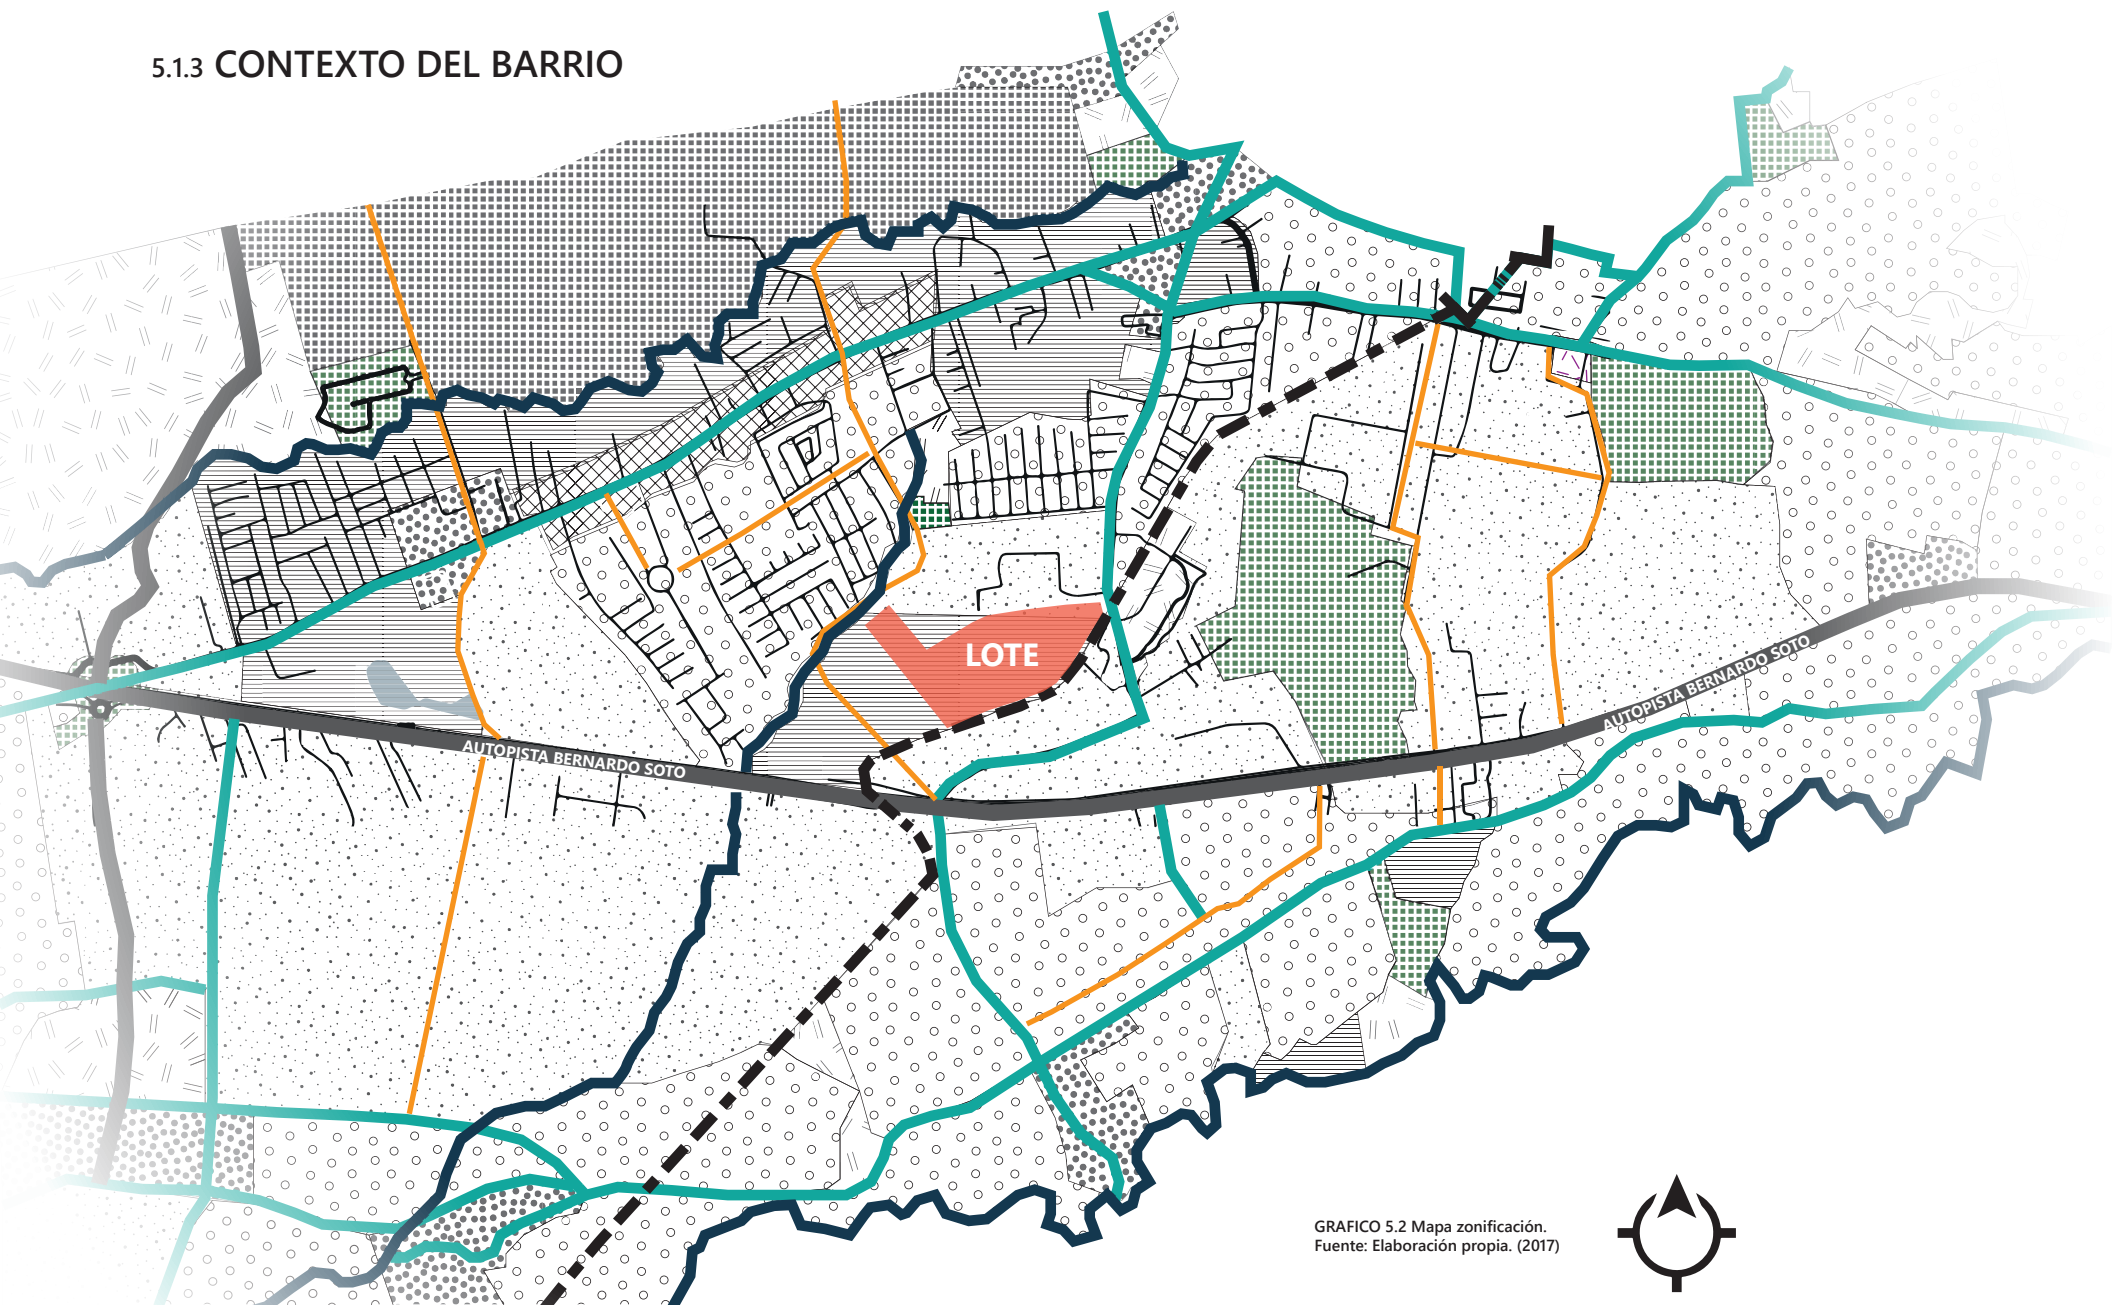 5.1.3 CONTEXTO DEL BARRIO
LOTE
AUTOPISTA BERNARDO SOTO
AUTOPISTA BERNARDO SOTO
GRAFICO 5.2 Mapa zonificación.
Fuente: Elaboración propia. (2017)